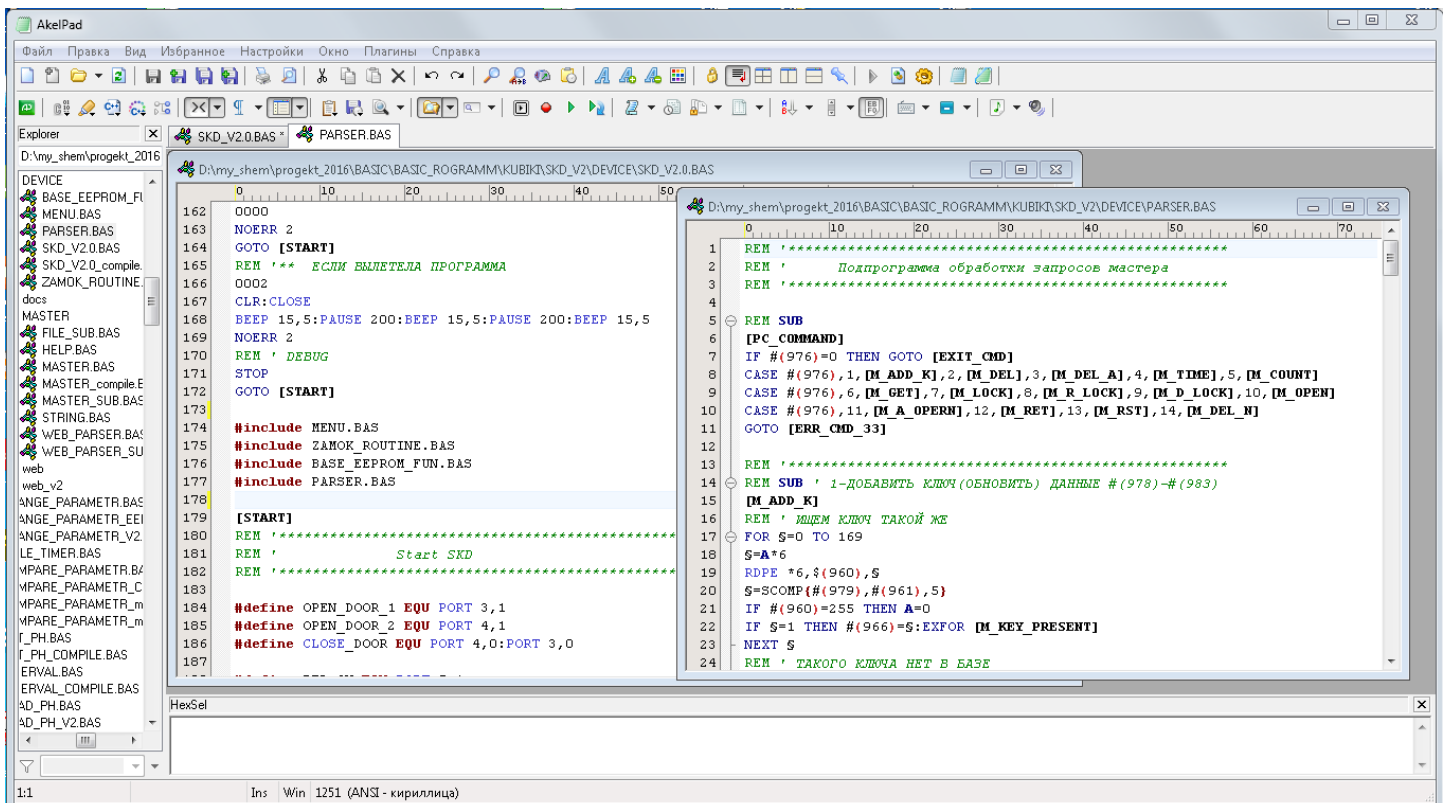 AkelPad
Файл Правка Вид Избранное Настройки Окно Плагины Справка
Explorer
SKD_V2.0.BAS *
PARSER.BAS
D:\my_shem\progekt_2016
DEVICE
BASE_EEPROM_FU
MENU.BAS
PARSER.BAS
SKD_V2.0.BAS
SKD_V2.0_compile.
ZAMOK_ROUTINE.
docs
MASTER
FILE_SUB.BAS
HELP.BAS
MASTER.BAS
MASTER_compile.E
MASTER_SUB.BAS
STRING.BAS
WEB_PARSER.BAS
WEB_PARSER_SU
web
web_v2
ANGE_PARAMETR.BAS
ANGE_PARAMETR_EEI
ANGE_PARAMETR_V2.
LE_TIMER.BAS
MPARE_PARAMETR.BA
MPARE_PARAMETR_C
MPARE_PARAMETR_m
MPARE_PARAMETR_m
T_PH.BAS
T_PH_COMPILE.BAS
ERVAL.BAS
ERVAL_COMPILE.BAS
AD_PH.BAS
AD_PH_V2.BAS
D:\my_shem\progekt_2016\BASIC\BASIC_ROGRAMM\KUBIKI\SKD_V2\DEVICE\SKD_V2.0.BAS
0 10 20 30 40 50
162 0000
163 NOERR 2
164 GOTO [START]
165 REM '** ЕСЛИ ВЫЛЕТЕЛА ПРОГРАММА
166 0002
167 CLR:CLOSE
168 BEEP 15,5:PAUSE 200:BEEP 15,5:PAUSE 200:BEEP 15,5
169 NOERR 2
170 REM ' DEBUG
171 STOP
172 GOTO [START]
173
174 #include MENU.BAS
175 #include ZAMOK_ROUTINE.BAS
176 #include BASE_EEPROM_FUN.BAS
177 #include PARSER.BAS
178
179 [START]
180 REM '***********************************************
181 REM ' Start SKD
182 REM '***********************************************
183
184 #define OPEN_DOOR_1 EQU PORT 3,1
185 #define OPEN_DOOR_2 EQU PORT 4,1
186 #define CLOSE_DOOR EQU PORT 4,0:PORT 3,0
187
D:\my_shem\progekt_2016\BASIC\BASIC_ROGRAMM\KUBIKI\SKD_V2\DEVICE\PARSER.BAS
0 10 20 30 40 50 60 70
1 REM '****************************************************
2 REM ' Подпрограмма обработки запросов мастера
3 REM '****************************************************
4
5 REM SUB
6 [PC_COMMAND]
7 IF #(976)=0 THEN GOTO [EXIT_CMD]
8 CASE #(976),1,[M_ADD_K],2,[M_DEL],3,[M_DEL_A],4,[M_TIME],5,[M_COUNT]
9 CASE #(976),6,[M_GET],7,[M_LOCK],8,[M_R_LOCK],9,[M_D_LOCK],10,[M_OPEN]
10 CASE #(976),11,[M_A_OPERN],12,[M_RET],13,[M_RST],14,[M_DEL_N]
11 GOTO [ERR_CMD_33]
12
13 REM '****************************************************
14 REM SUB ' 1-ДОБАВИТЬ КЛЮЧ(ОБНОВИТЬ) ДАННЫЕ #(978)-#(983)
15 [M_ADD_K]
16 REM ' ИЩЕМ КЛЮЧ ТАКОЙ ЖЕ
17 FOR S=0 TO 169
18 S=A*6
19 RDPE *6,$(960),S
20 S=SCOMP{#(979),#(961),5}
21 IF #(960)=255 THEN A=0
22 IF S=1 THEN #(966)=S:EXFOR [M_KEY_PRESENT]
23 NEXT S
24 REM ' ТАКОГО КЛЮЧА НЕТ В БАЗЕ
HexSel
1:1 Ins Win 1251 (ANSI - кириллица)